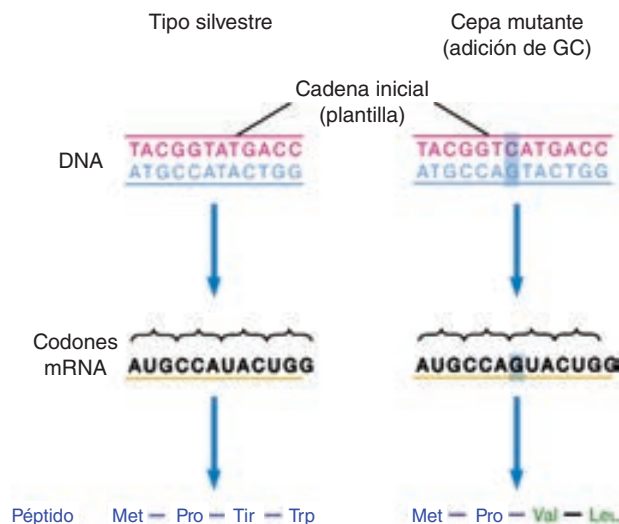 Tipo silvestre
Cepa mutante
(adición de GC)
Cadena inicial
(plantilla)
DNA
TACGGTATGACC
ATGCCATACTGG
TACGGTCATGACC
ATGCCAGTACTGG
Codones
mRNA
AUGCCAUACUGG
AUGCCAGUACUGG
Péptido
Met — Pro — Tir — Trp
Met — Pro — Val — Leu